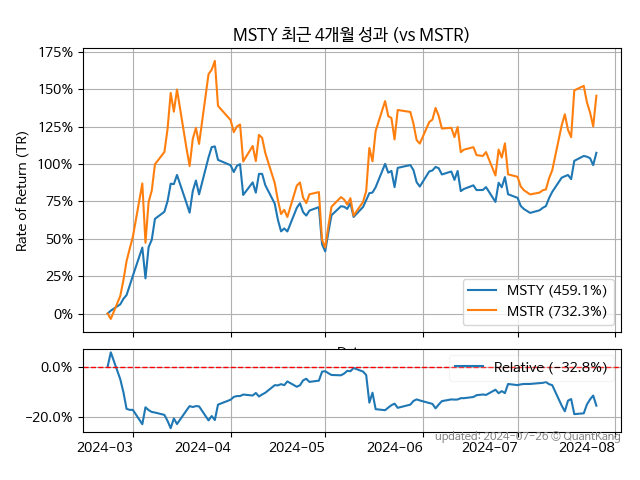 MSTY 최근 4개월 성과 (vs MSTR)
Rate of Return (TR)
175%
150%
125%
100%
75%
50%
25%
0%
MSTY (459.1%)
MSTR (732.3%)
0.0%
-20.0%
Relative (-32.8%)
2024-03
2024-04
2024-05
2024-06
2024-07
2024-08
updated: 2024-07-26 © QuantKang